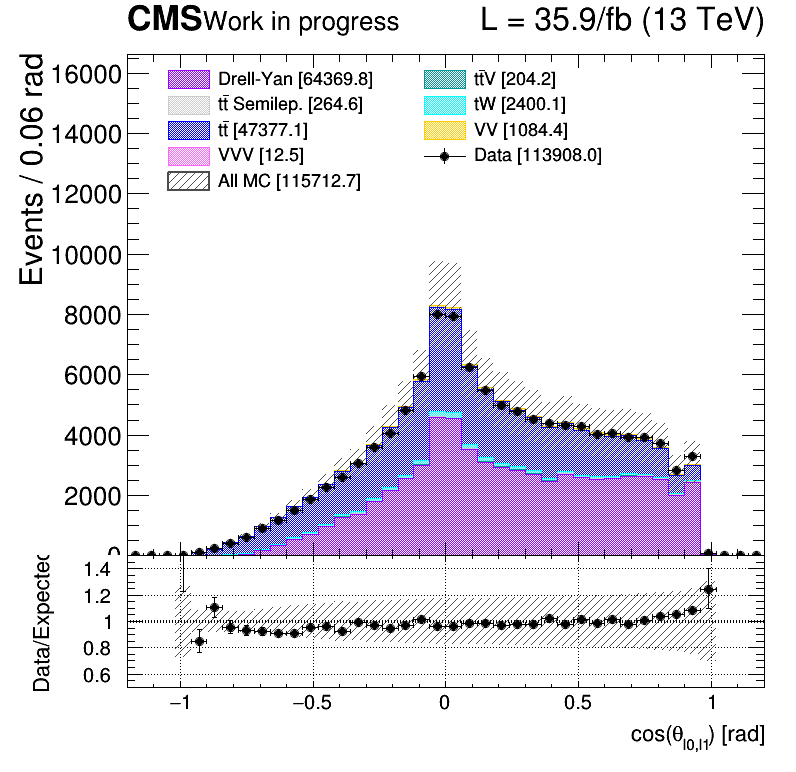 CMS Work in progress L = 35.9/fb (13 TeV)
Events / 0.06 rad
16000
14000
12000
10000
8000
6000
4000
2000
0
Drell-Yan [64369.8]
tt̄ Semilep. [264.6]
tt̄ [47377.1]
VVV [12.5]
All MC [115712.7]
tt̄V [204.2]
tW [2400.1]
VV [1084.4]
Data [113908.0]
Data/Expected
1.4
1.2
1
0.8
0.6
−1 −0.5 0 0.5 1
cos(θl0,l1) [rad]